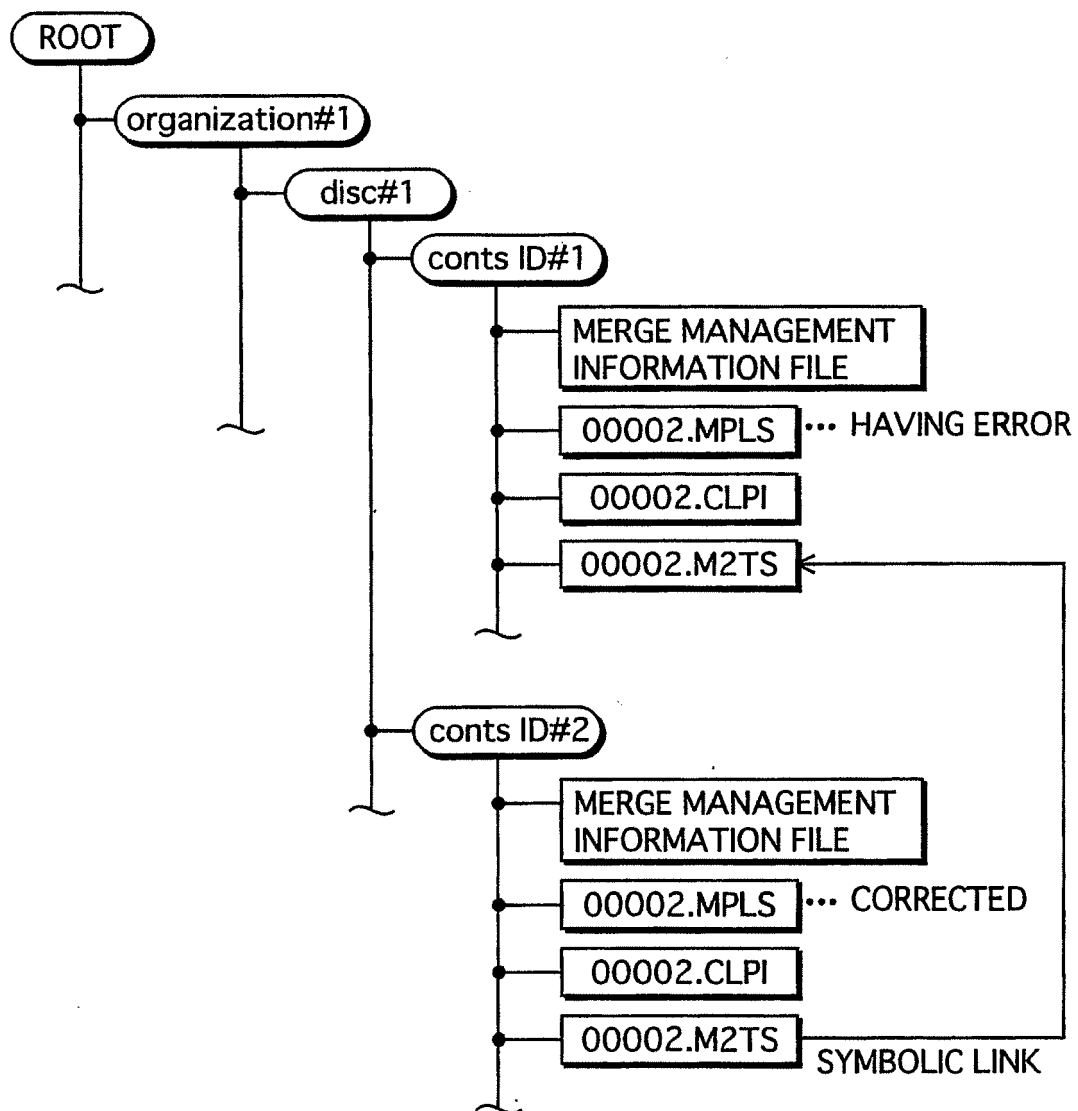 ROOT
organization#1
disc#1
conts ID#1
MERGE MANAGEMENT
INFORMATION FILE
00002.MPLS ••• HAVING ERROR
00002.CLPI
00002.M2TS
conts ID#2
MERGE MANAGEMENT
INFORMATION FILE
00002.MPLS ••• CORRECTED
00002.CLPI
00002.M2TS
SYMBOLIC LINK